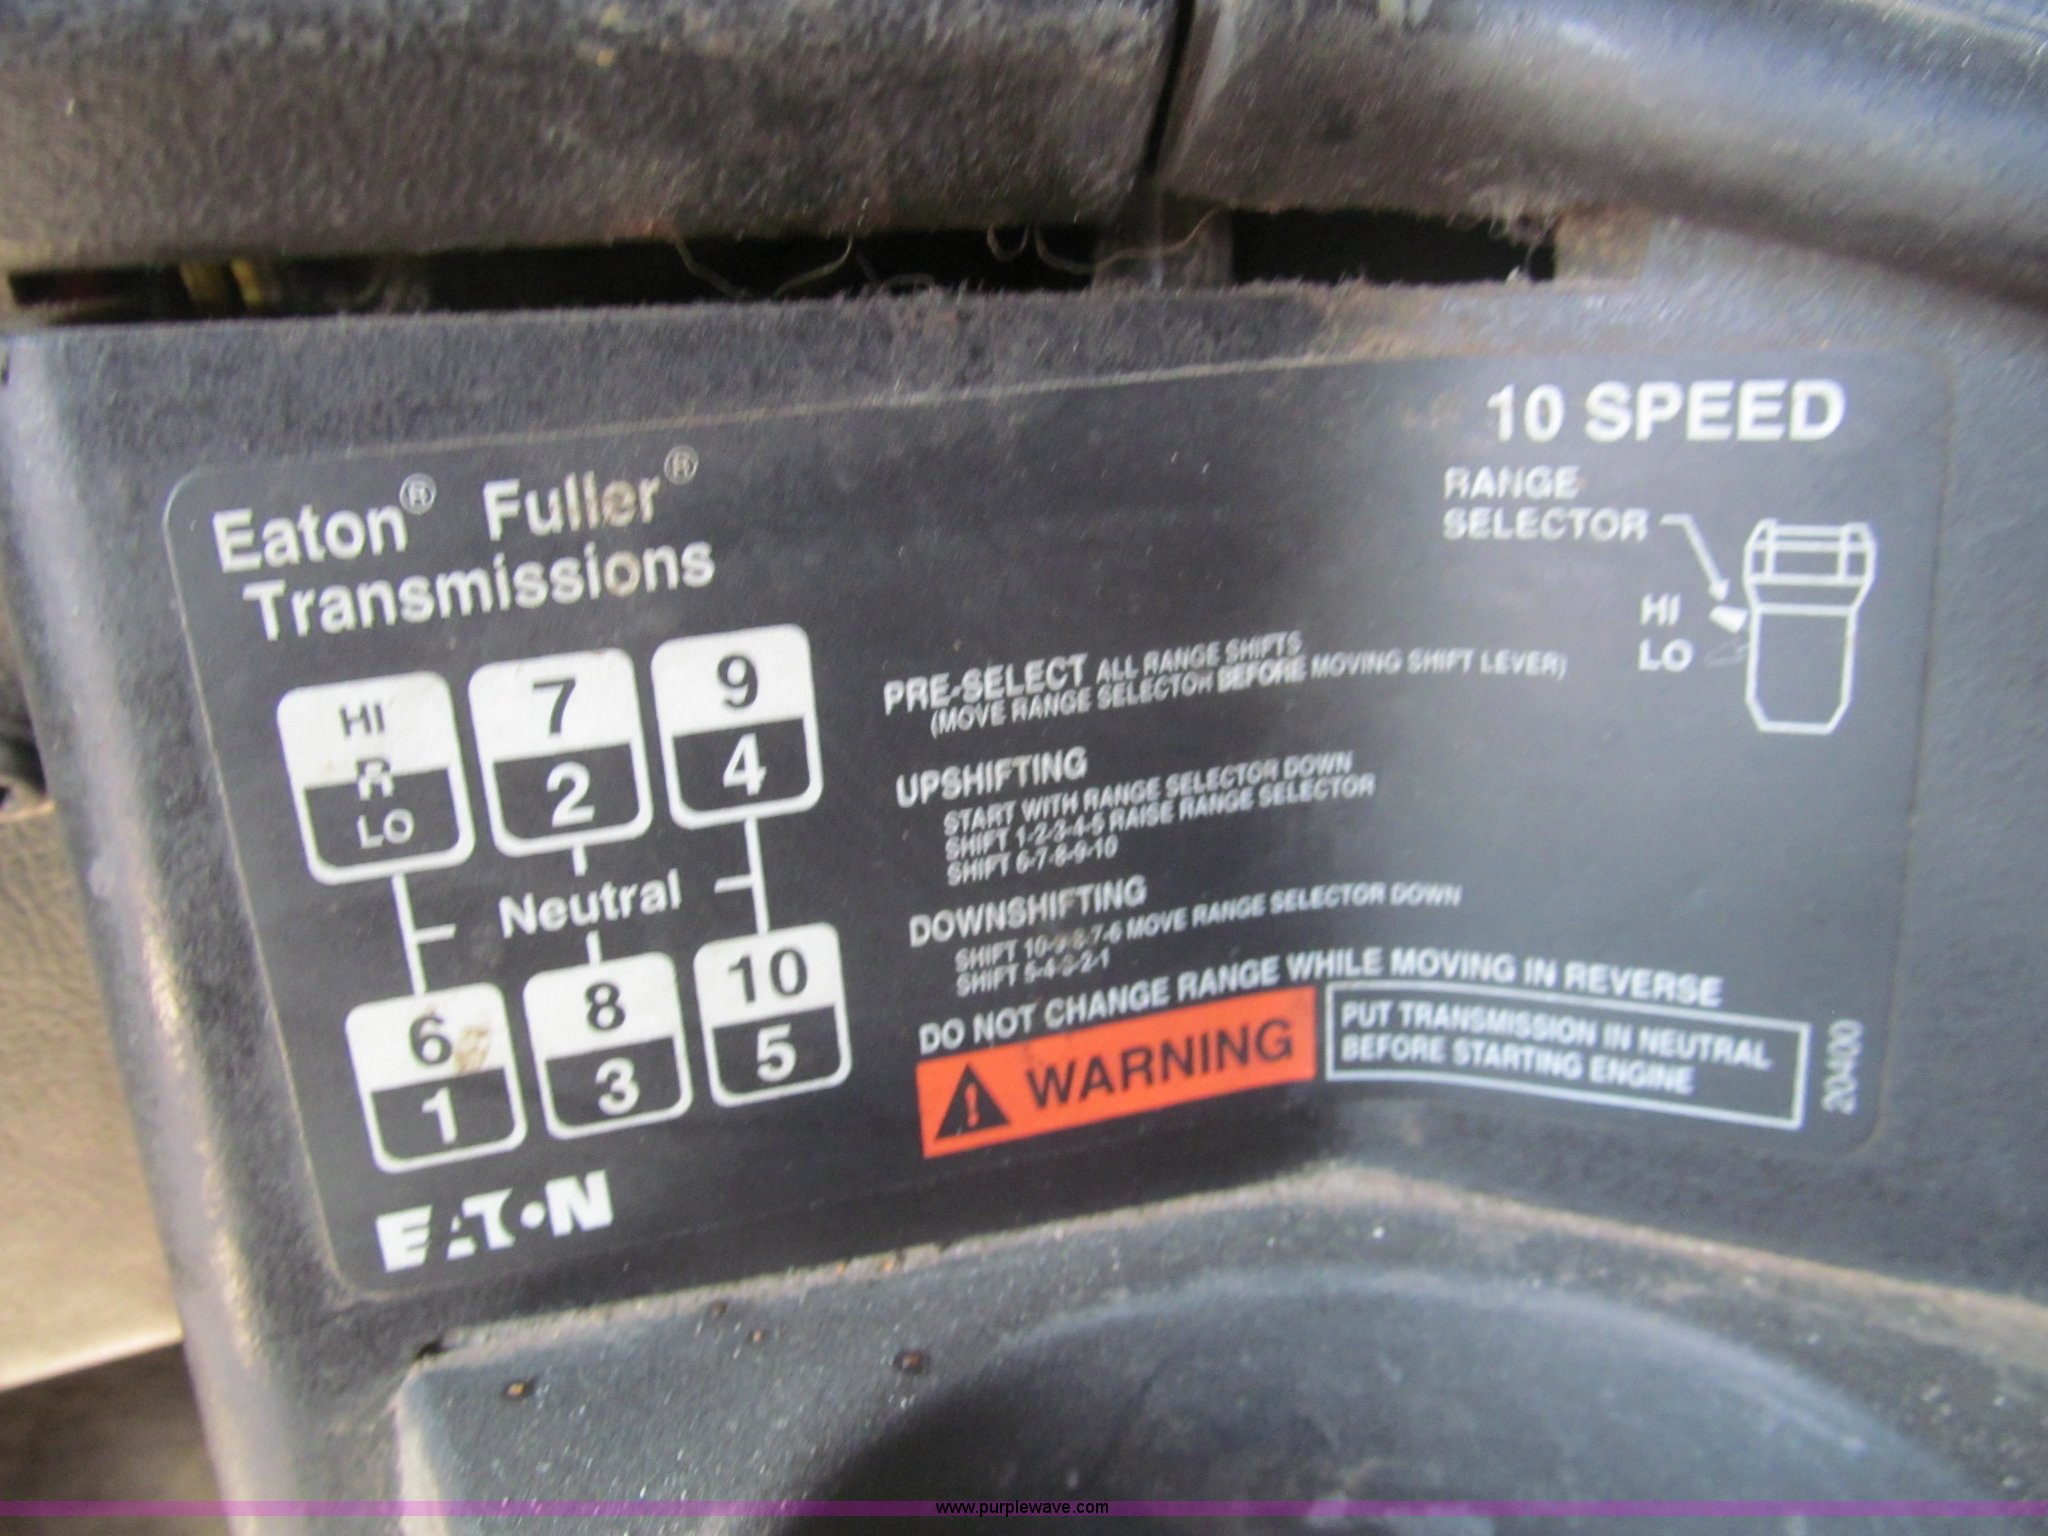 10 SPEED
Eaton® Fuller®
Transmissions
RANGE
SELECTOR
HI
LO
HI
R
LO
7
2
9
4
Neutral
6
1
8
3
10
5
EATON
PRE-SELECT ALL RANGE SHIFTS
(MOVE RANGE SELECTOR BEFORE MOVING SHIFT LEVER)
UPSHIFTING
START WITH RANGE SELECTOR DOWN
SHIFT 1-2-3-4-5 RAISE RANGE SELECTOR
SHIFT 6-7-8-9-10
DOWNSHIFTING
SHIFT 10-9-8-7-6 MOVE RANGE SELECTOR DOWN
SHIFT 5-4-3-2-1
DO NOT CHANGE RANGE WHILE MOVING IN REVERSE
WARNING
PUT TRANSMISSION IN NEUTRAL
BEFORE STARTING ENGINE
20400
www.purplewave.com